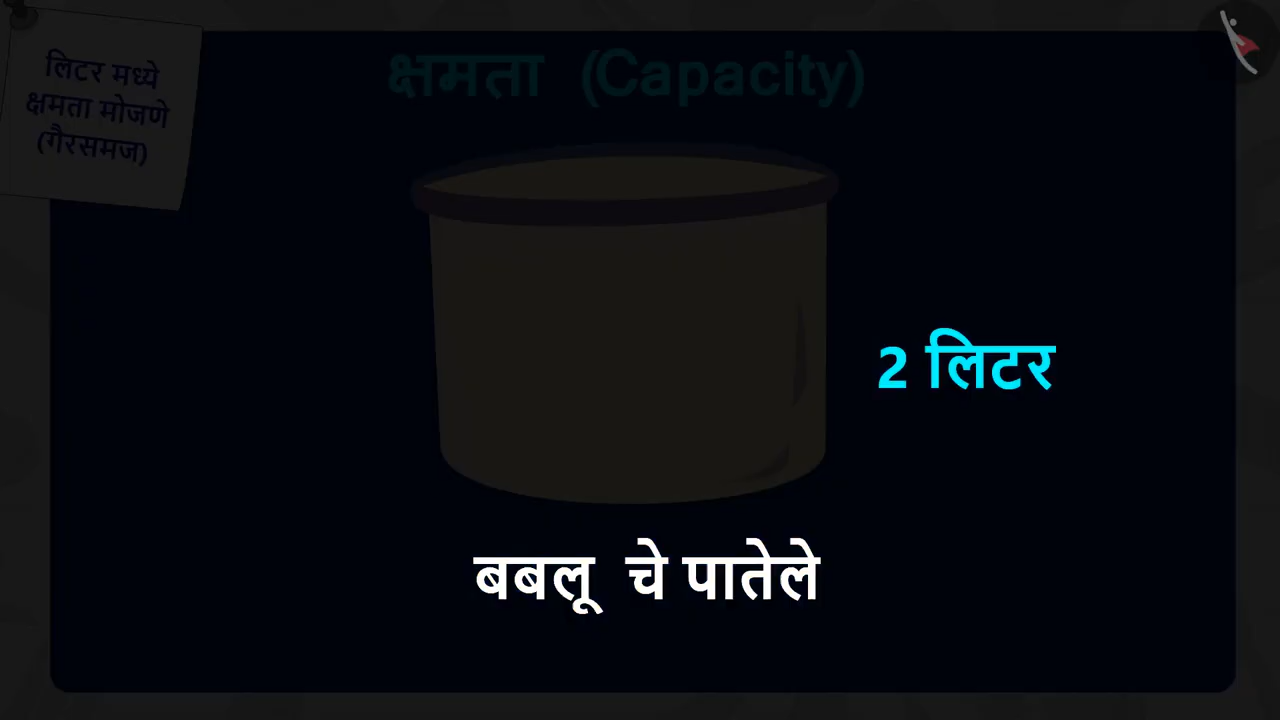 लिटर मध्ये
क्षमता मोजणे
(गैरसमज)
क्षमता (Capacity)
2 लिटर
बबलू चे पातेले